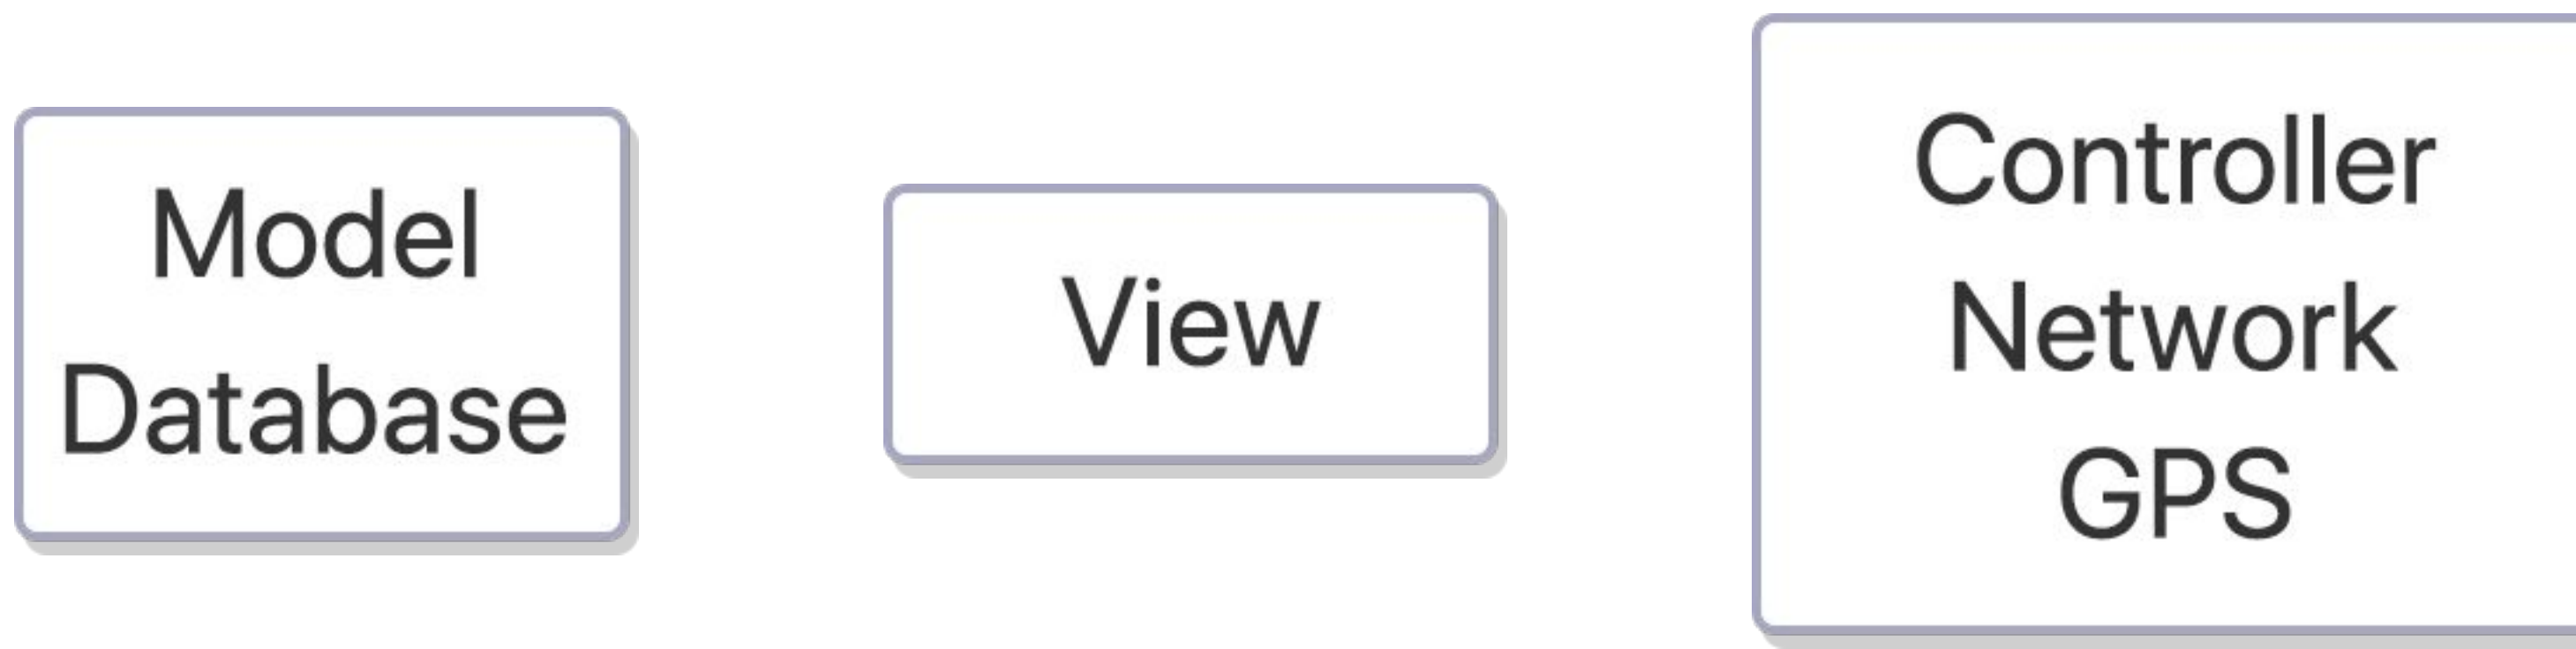 Model
Database
View
Controller
Network
GPS